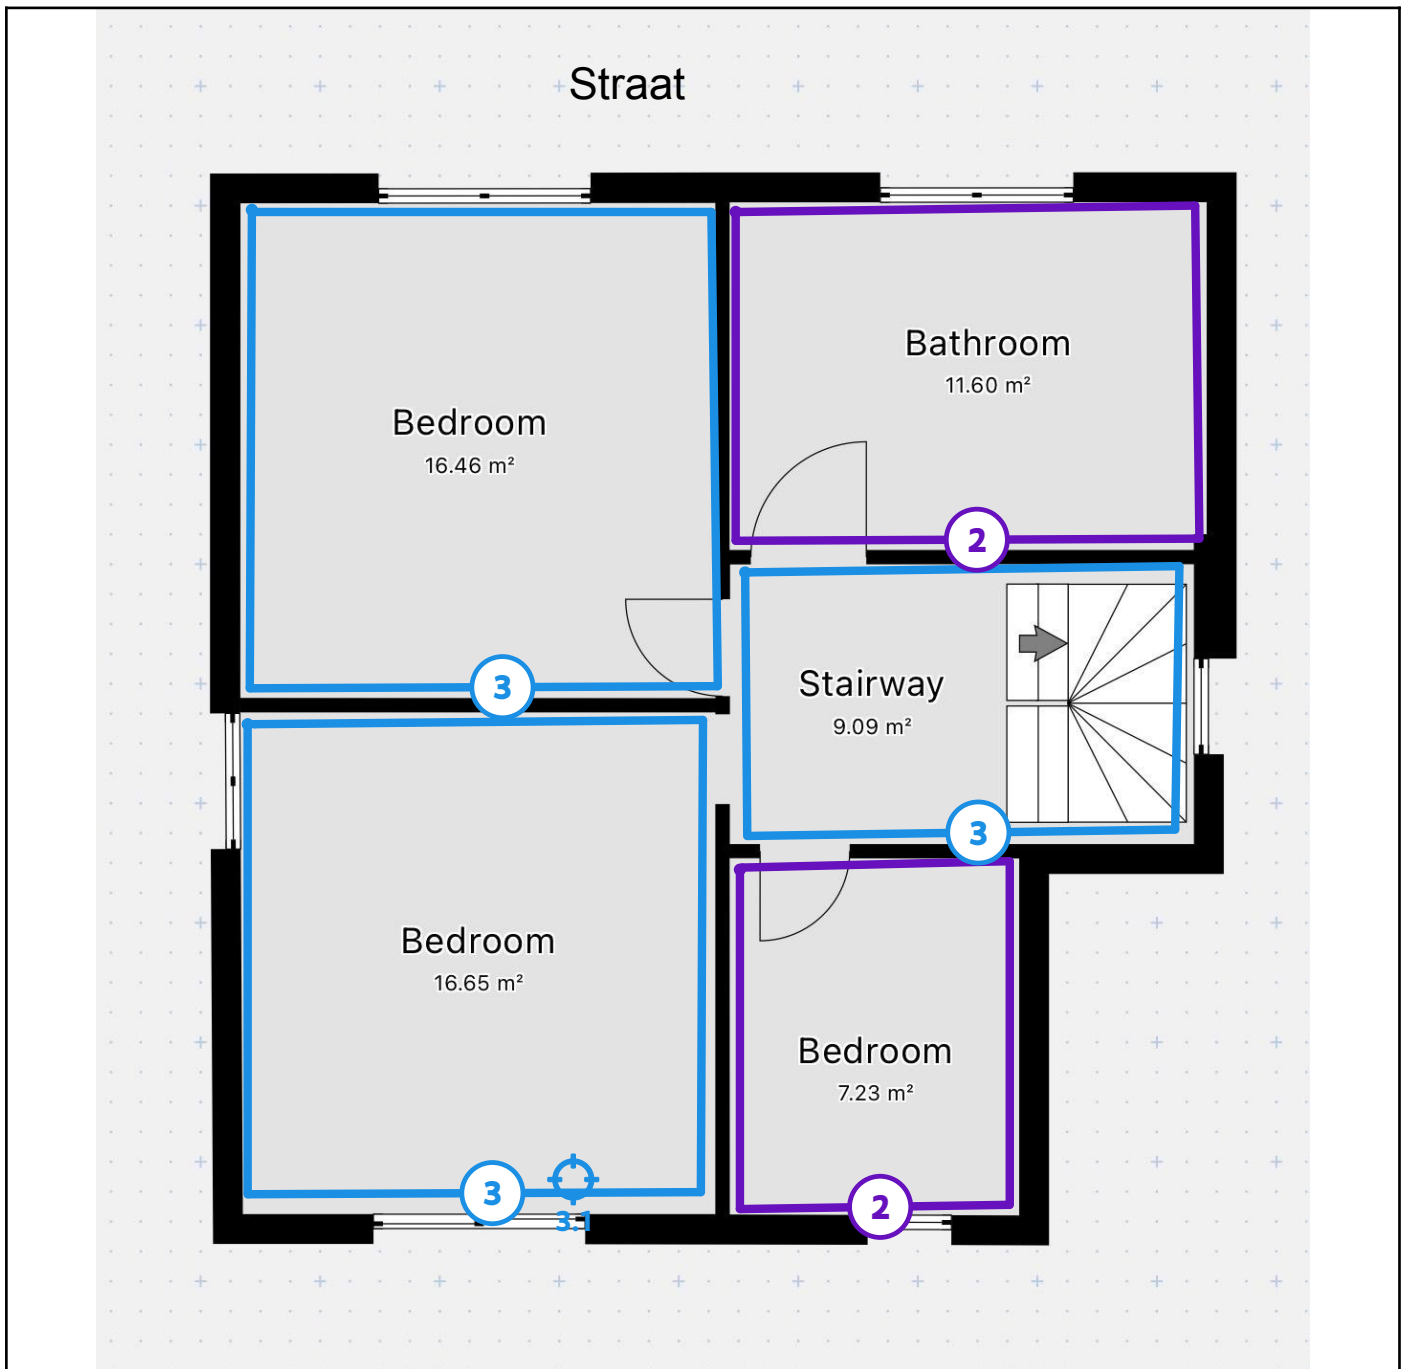 Straat
Bathroom
11.60 m²
Bedroom
16.46 m²
2
3
Stairway
9.09 m²
3
Bedroom
16.65 m²
Bedroom
7.23 m²
3
2
3.1